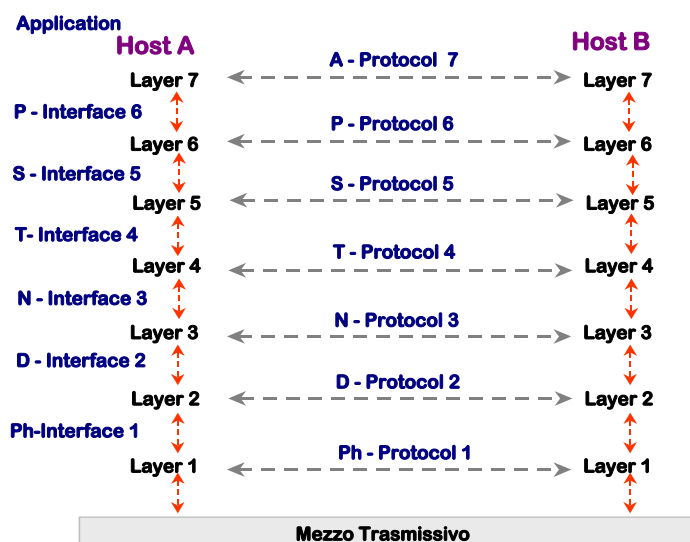 Application
Host A
Host B
A - Protocol 7
Layer 7
Layer 7
P - Interface 6
P - Protocol 6
Layer 6
Layer 6
S - Interface 5
S - Protocol 5
Layer 5
Layer 5
T- Interface 4
T - Protocol 4
Layer 4
Layer 4
N - Interface 3
N - Protocol 3
Layer 3
Layer 3
D - Interface 2
D - Protocol 2
Layer 2
Layer 2
Ph-Interface 1
Ph - Protocol 1
Layer 1
Layer 1
Mezzo Trasmissivo